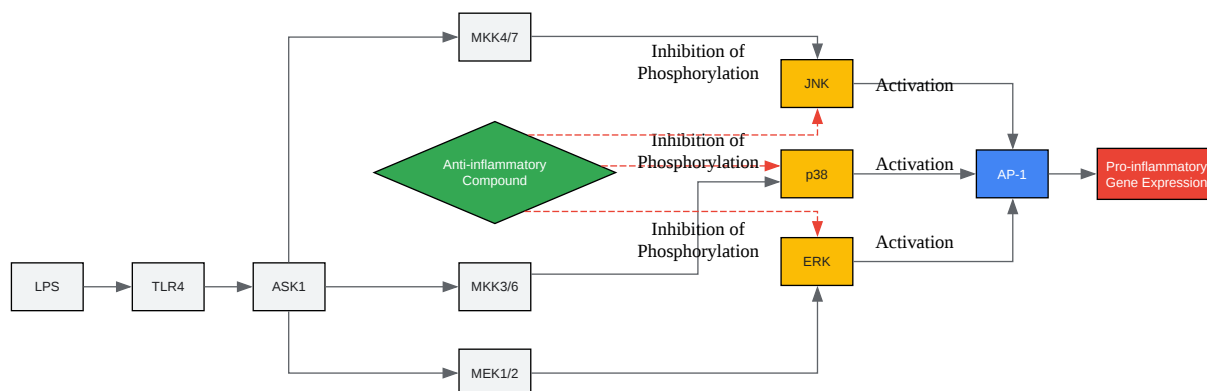 MKK4/7
Inhibition of
Phosphorylation
JNK
Activation
Anti-inflammatory
Compound
Inhibition of
Phosphorylation
p38
Activation
AP-1
Pro-inflammatory
Gene Expression
Inhibition of
Phosphorylation
ERK
Activation
LPS
TLR4
ASK1
MKK3/6
MEK1/2